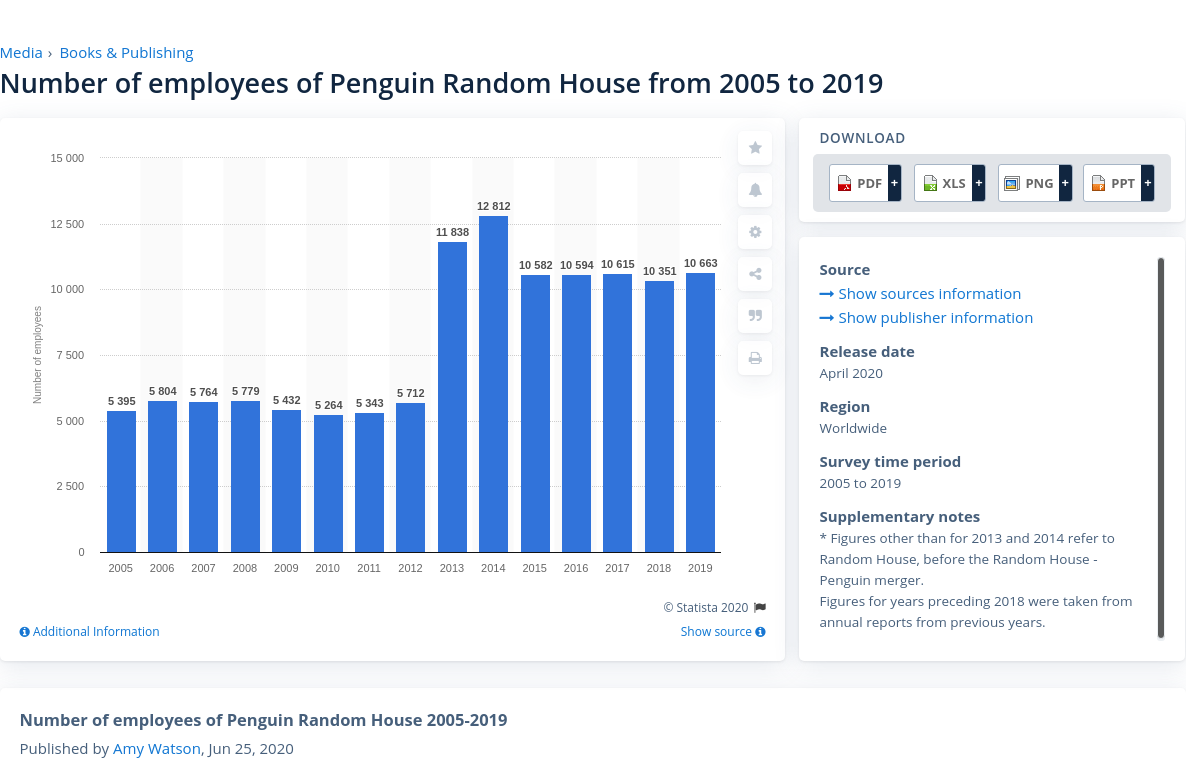 Media › Books & Publishing
Number of employees of Penguin Random House from 2005 to 2019
15 000
12 500
10 000
7 500
5 000
2 500
0
Number of employees
5 395
5 804
5 764
5 779
5 432
5 264
5 343
5 712
11 838
12 812
10 582
10 594
10 615
10 351
10 663
2005 2006 2007 2008 2009 2010 2011 2012 2013 2014 2015 2016 2017 2018 2019
© Statista 2020
Additional Information
Show source
DOWNLOAD
PDF + XLS + PNG + PPT +
Source
Show sources information
Show publisher information
Release date
April 2020
Region
Worldwide
Survey time period
2005 to 2019
Supplementary notes
* Figures other than for 2013 and 2014 refer to
Random House, before the Random House -
Penguin merger.
Figures for years preceding 2018 were taken from
annual reports from previous years.
Number of employees of Penguin Random House 2005-2019
Published by Amy Watson, Jun 25, 2020